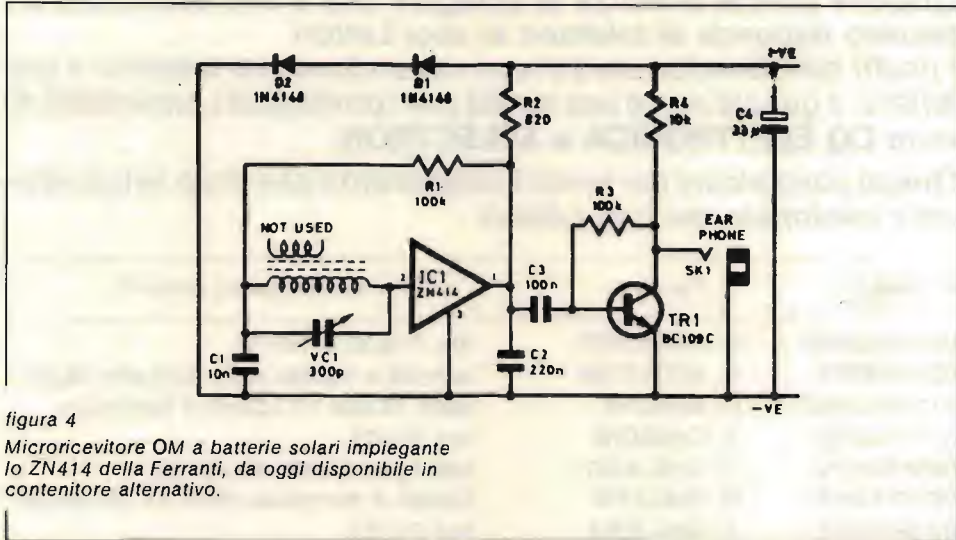 +VE
D2
1N4148
D1
1N4148
R2
820
R4
10k
C4
33µ
R1
100k
R3
100k
NOT USED
EAR
PHONE
SK1
IC1
ZN414
2
1
3
C3
100n
TR1
BC109C
VC1
300p
C1
10n
C2
220n
-VE
figura 4
Microricevitore OM a batterie solari impiegante
lo ZN414 della Ferranti, da oggi disponibile in
contenitore alternativo.